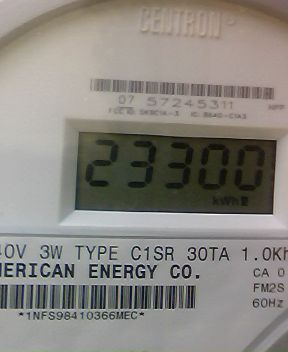 CENTRON
07 57245311
23300
kWh
40V 3W TYPE C1SR 30TA 1.0Kh
MERICAN ENERGY CO.
CA 0
FM2S
60Hz
*1NFS98410366MEC*